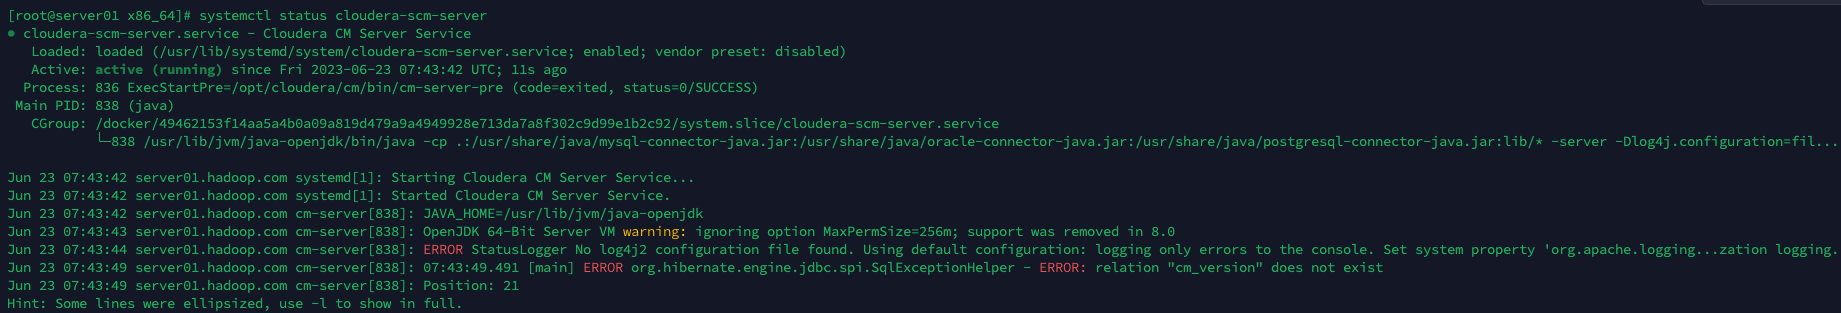 [root@server01 x86_64]# systemctl status cloudera-scm-server
● cloudera-scm-server.service - Cloudera CM Server Service
   Loaded: loaded (/usr/lib/systemd/system/cloudera-scm-server.service; enabled; vendor preset: disabled)
   Active: active (running) since Fri 2023-06-23 07:43:42 UTC; 11s ago
  Process: 836 ExecStartPre=/opt/cloudera/cm/bin/cm-server-pre (code=exited, status=0/SUCCESS)
 Main PID: 838 (java)
   CGroup: /docker/49462153f14aa5a4b0a09a819d479a9a4949928e713da7a8f302c9d99e1b2c92/system.slice/cloudera-scm-server.service
           └─838 /usr/lib/jvm/java-openjdk/bin/java -cp .:/usr/share/java/mysql-connector-java.jar:/usr/share/java/oracle-connector-java.jar:/usr/share/java/postgresql-connector-java.jar:lib/* -server -Dlog4j.configuration=fil...
Jun 23 07:43:42 server01.hadoop.com systemd[1]: Starting Cloudera CM Server Service...
Jun 23 07:43:42 server01.hadoop.com systemd[1]: Started Cloudera CM Server Service.
Jun 23 07:43:42 server01.hadoop.com cm-server[838]: JAVA_HOME=/usr/lib/jvm/java-openjdk
Jun 23 07:43:43 server01.hadoop.com cm-server[838]: OpenJDK 64-Bit Server VM warning: ignoring option MaxPermSize=256m; support was removed in 8.0
Jun 23 07:43:44 server01.hadoop.com cm-server[838]: ERROR StatusLogger No log4j2 configuration file found. Using default configuration: logging only errors to the console. Set system property 'org.apache.logging...zation logging.
Jun 23 07:43:49 server01.hadoop.com cm-server[838]: 07:43:49.491 [main] ERROR org.hibernate.engine.jdbc.spi.SqlExceptionHelper - ERROR: relation "cm_version" does not exist
Jun 23 07:43:49 server01.hadoop.com cm-server[838]: Position: 21
Hint: Some lines were ellipsized, use -l to show in full.